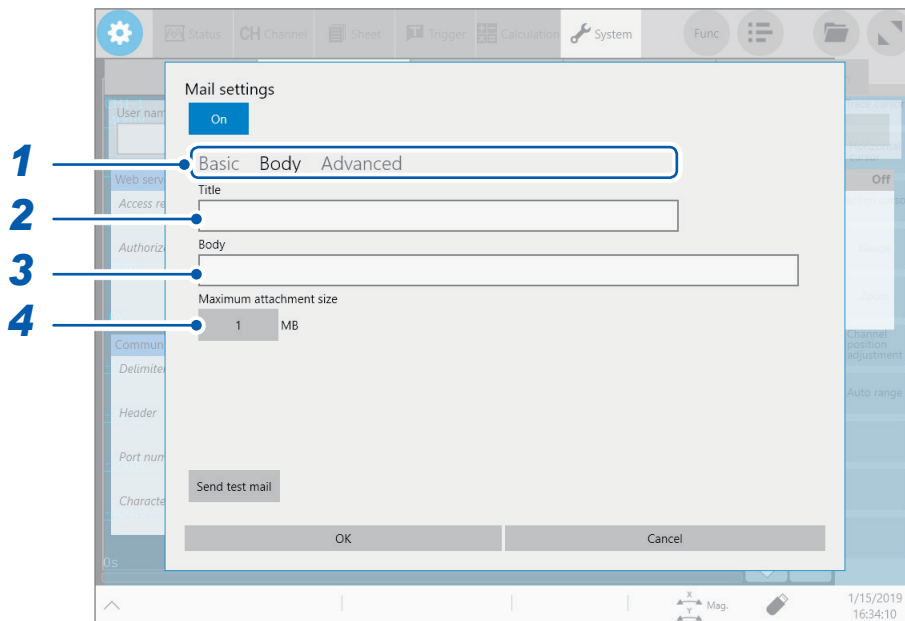 Status CH Channel Sheet Trigger Calculation System Func
Mail settings
User nam
On
1
Basic Body Advanced
Web serv
Off
Title
Access re
2
Body
Authoriz
3
Maximum attachment size
4
1 MB
Commun
Channel
position
adjustment
Delimite
Auto range
Header
Port num
Send test mail
Characte
OK Cancel
0s
X
Y
Mag.
1/15/2019
16:34:10